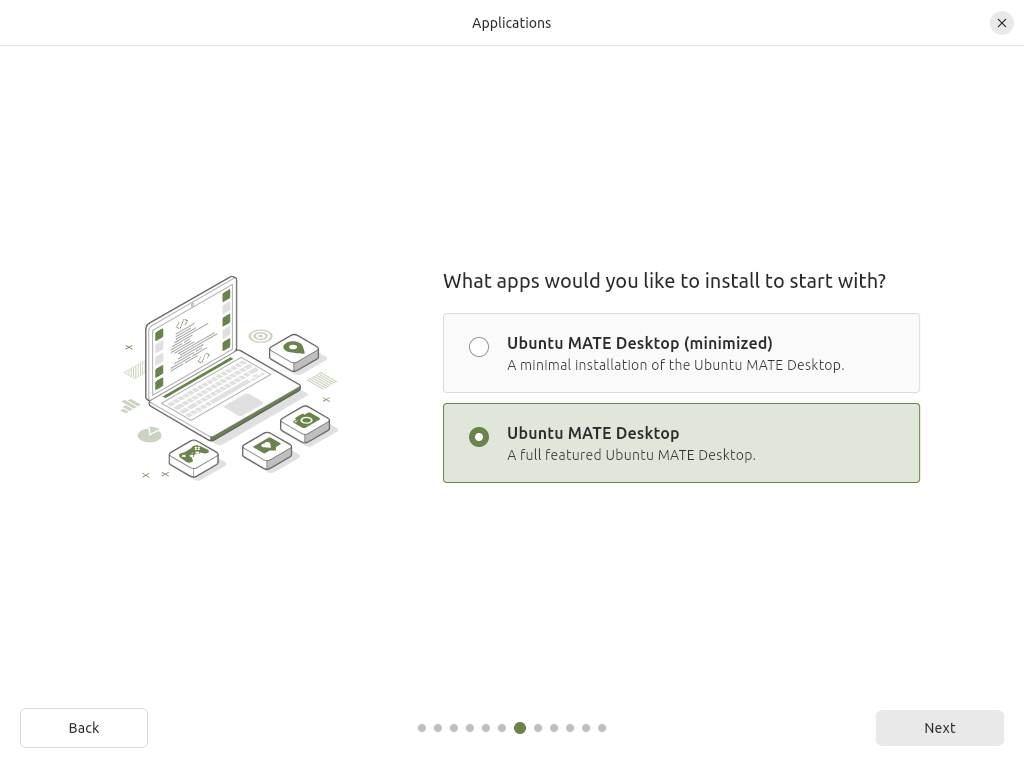 Applications
What apps would you like to install to start with?
Ubuntu MATE Desktop (minimized)
A minimal installation of the Ubuntu MATE Desktop.
Ubuntu MATE Desktop
A full featured Ubuntu MATE Desktop.
Back
Next